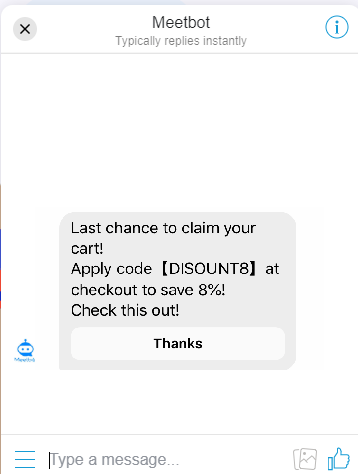 Meetbot
Typically replies instantly
Last chance to claim your
cart!
Apply code【DISOUNT8】at
checkout to save 8%!
Check this out!
Thanks
Meetbot
Type a message...